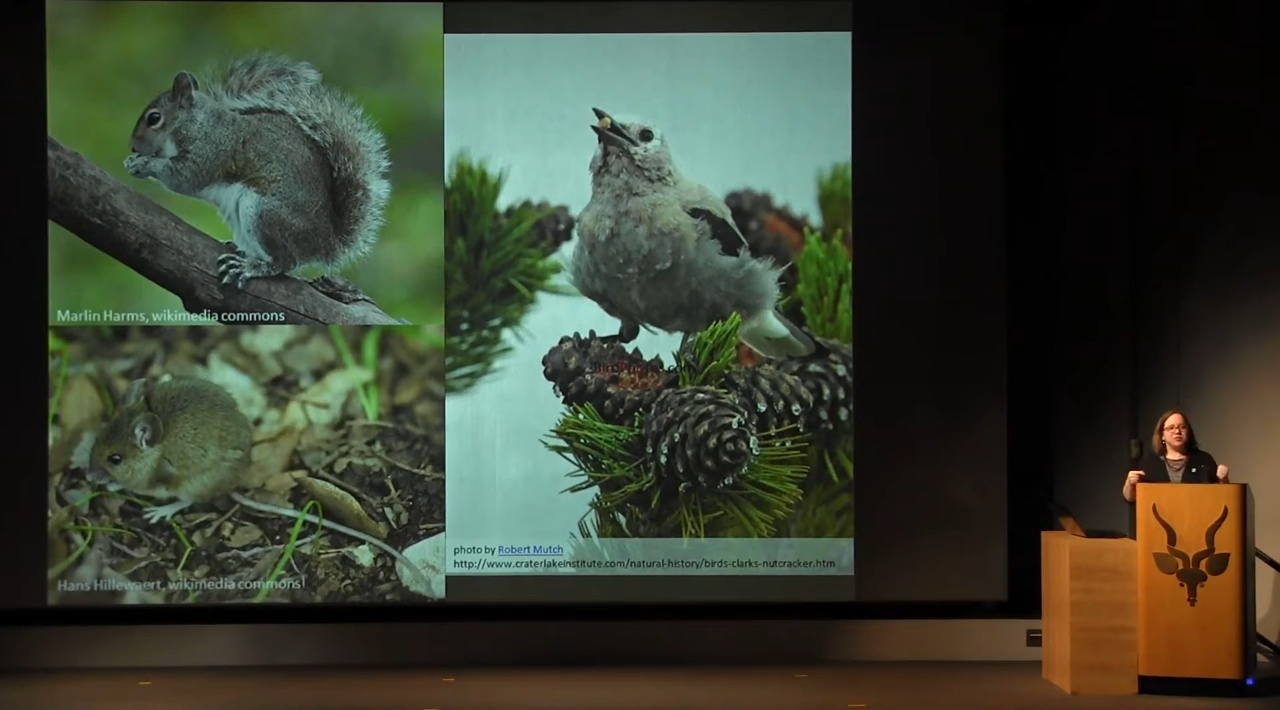 Marlin Harms, wikimedia commons
Hans Hillewaert, wikimedia commons
photo by Robert Mutch
http://www.craterlakeinstitute.com/natural-history/birds-clarks-nutcracker.htm